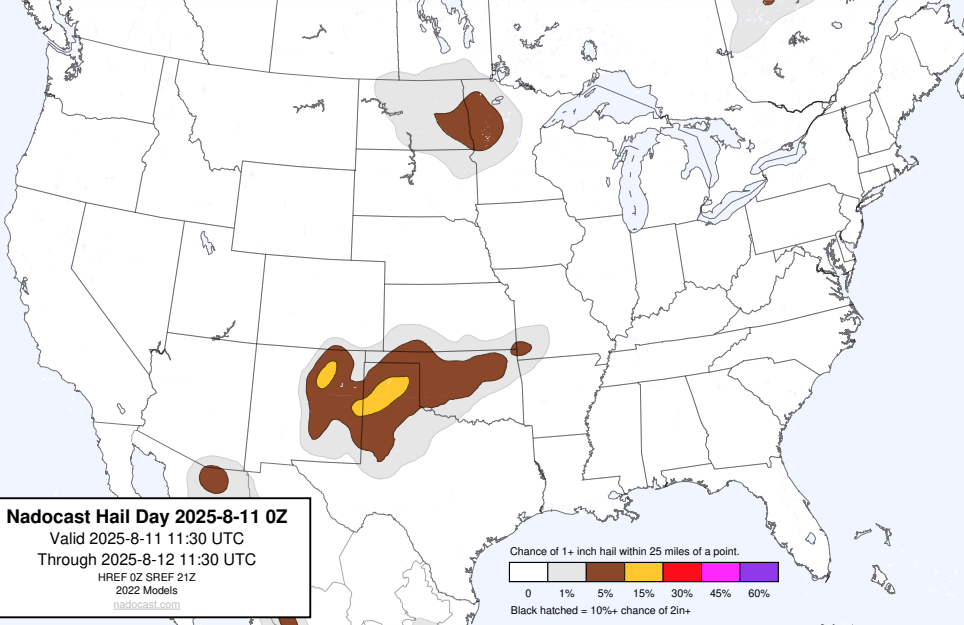 Nadocast Hail Day 2025-8-11 0Z
Valid 2025-8-11 11:30 UTC
Through 2025-8-12 11:30 UTC
HREF 0Z SREF 21Z
2022 Models
nadocast.com
Chance of 1+ inch hail within 25 miles of a point.
0 1% 5% 15% 30% 45% 60%
Black hatched = 10%+ chance of 2in+